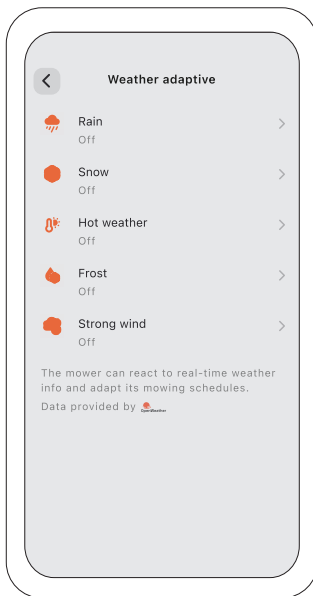 Weather adaptive
Rain
Off
Snow
Off
Hot weather
Off
Frost
Off
Strong wind
Off
The mower can react to real-time weather
info and adapt its mowing schedules.
Data provided by OpenWeather